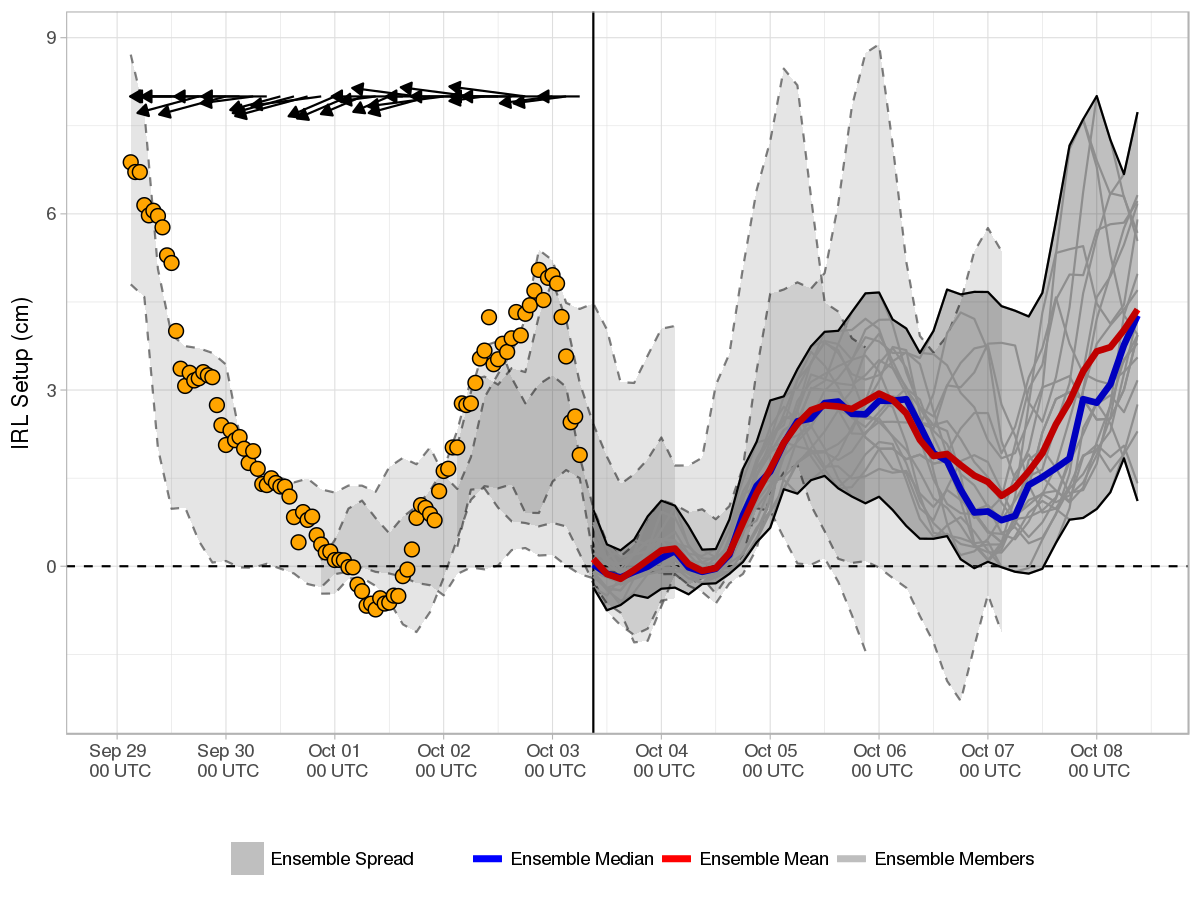 IRL Setup (cm)
9
6
3
0
Sep 29 Sep 30 Oct 01 Oct 02 Oct 03 Oct 04 Oct 05 Oct 06 Oct 07 Oct 08
00 UTC 00 UTC 00 UTC 00 UTC 00 UTC 00 UTC 00 UTC 00 UTC 00 UTC 00 UTC
Ensemble Spread Ensemble Median Ensemble Mean Ensemble Members